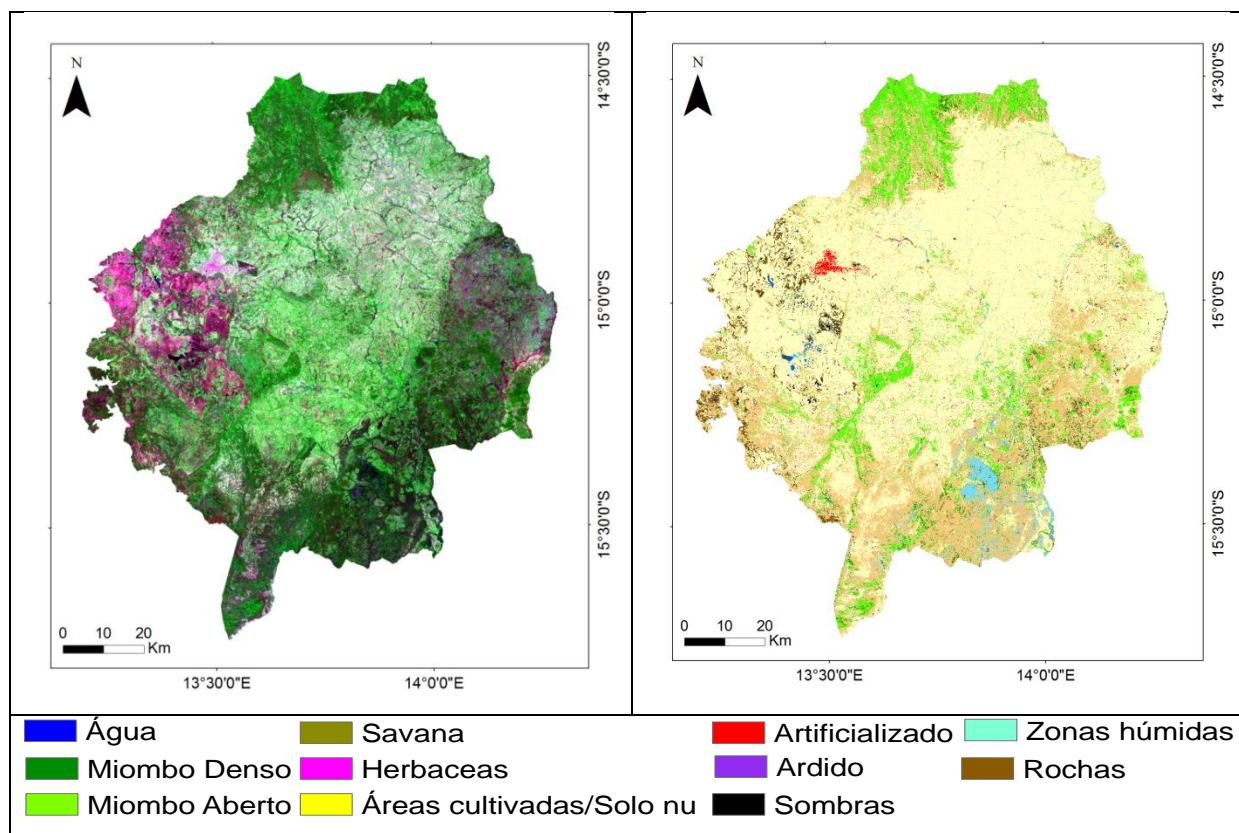 N
14°30'0"S
15°0'0"S
15°30'0"S
0 10 20
Km
13°30'0"E 14°0'0"E
N
14°30'0"S
15°0'0"S
15°30'0"S
0 10 20
Km
13°30'0"E 14°0'0"E
Água Savana Artificializado Zonas húmidas
Miombo Denso Herbaceas Ardido Rochas
Miombo Aberto Áreas cultivadas/Solo nu Sombras